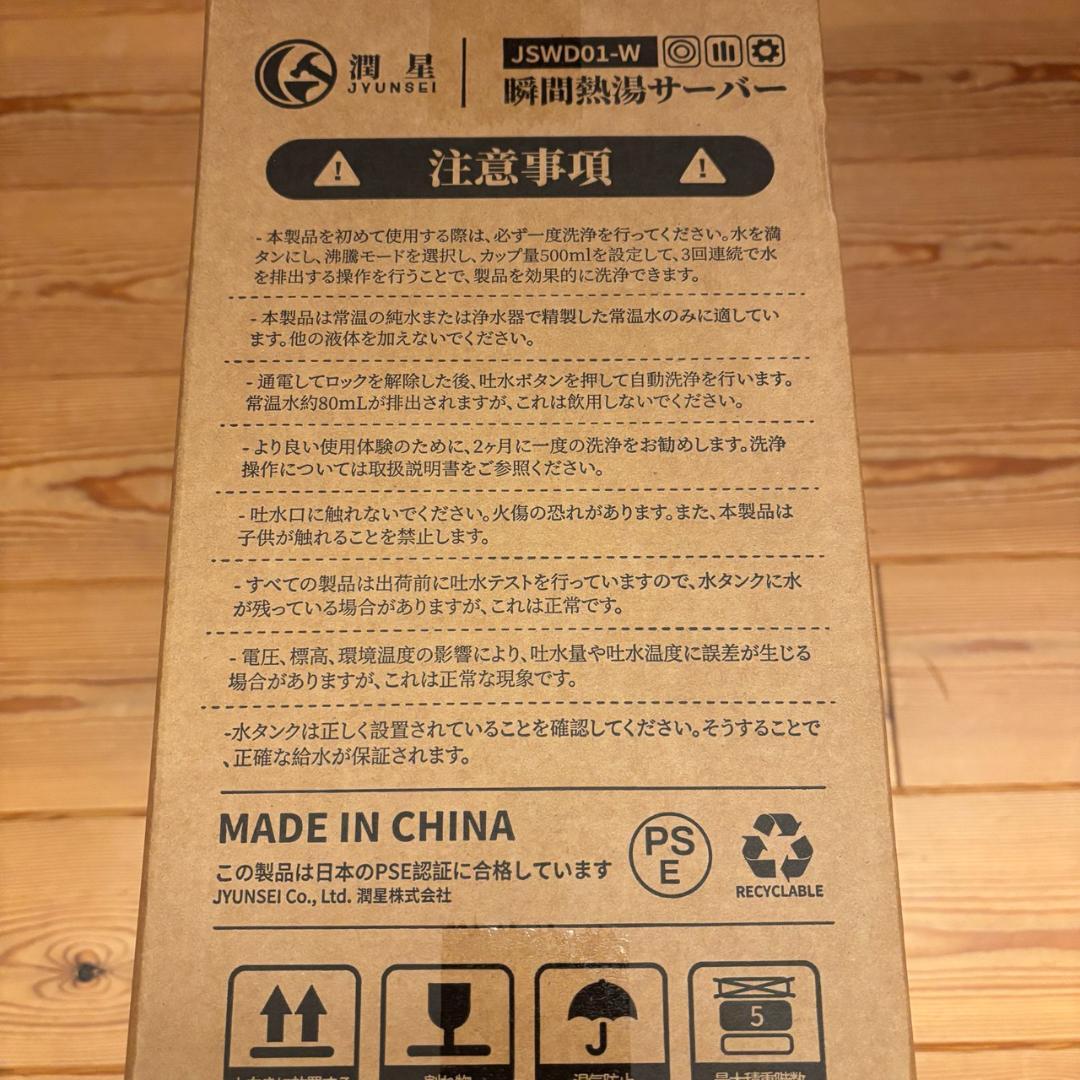 潤星
JYUNSEI
JSWD01-W
瞬間熱湯サーバー
注意事項
- 本製品を初めて使用する際は、必ず一度洗浄を行ってください。水を満
タンにし、沸騰モードを選択し、カップ量500mlを設定して、3回連続で水
を排出する操作を行うことで、製品を効果的に洗浄できます。
- 本製品は常温の純水または浄水器で精製した常温水のみに適してい
ます。他の液体を加えないでください。
- 通電してロックを解除した後、吐水ボタンを押して自動洗浄を行います。
常温水約80mLが排出されますが、これは飲用しないでください。
- より良い使用体験のために、2ヶ月に一度の洗浄をお勧めします。洗浄
操作については取扱説明書をご参照ください。
- 吐水口に触れないでください。火傷の恐れがあります。また、本製品は
子供が触れることを禁止します。
- すべての製品は出荷前に吐水テストを行っていますので、水タンクに水
が残っている場合がありますが、これは正常です。
- 電圧、標高、環境温度の影響により、吐水量や吐水温度に誤差が生じる
場合がありますが、これは正常な現象です。
-水タンクは正しく設置されていることを確認してください。そうすることで
、正確な給水が保証されます。
MADE IN CHINA
この製品は日本のPSE認証に合格しています
JYUNSEI Co., Ltd. 潤星株式会社
PS
E
RECYCLABLE
5